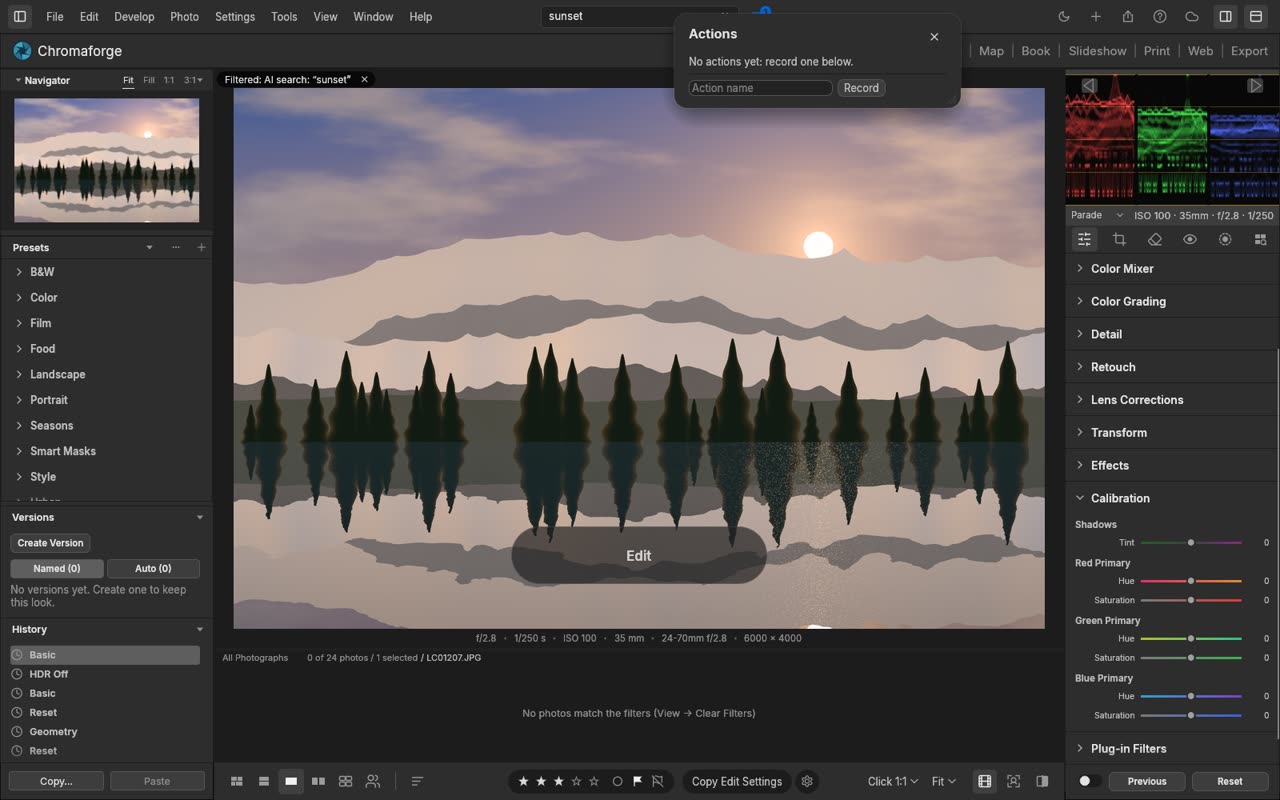 File Edit Develop Photo Settings Tools View Window Help
sunset
Chromaforge
Map Book Slideshow Print Web Export
Actions
No actions yet: record one below.
Action name Record
Navigator Fit Fill 1:1 3:1
Filtered: AI search: “sunset”
Presets
B&W
Color
Film
Food
Landscape
Portrait
Seasons
Smart Masks
Style
Versions
Create Version
Named (0) Auto (0)
No versions yet. Create one to keep
this look.
History
Basic
HDR Off
Basic
Reset
Geometry
Reset
Copy... Paste
Edit
f/2.8 · 1/250 s · ISO 100 · 35 mm · 24-70mm f/2.8 · 6000 × 4000
All Photographs 0 of 24 photos / 1 selected / LC01207.JPG
No photos match the filters (View → Clear Filters)
Copy Edit Settings Click 1:1 Fit
Parade ISO 100 · 35mm · f/2.8 · 1/250
Color Mixer
Color Grading
Detail
Retouch
Lens Corrections
Transform
Effects
Calibration
Shadows
Tint 0
Red Primary
Hue 0
Saturation 0
Green Primary
Hue 0
Saturation 0
Blue Primary
Hue 0
Saturation 0
Plug-in Filters
Previous Reset